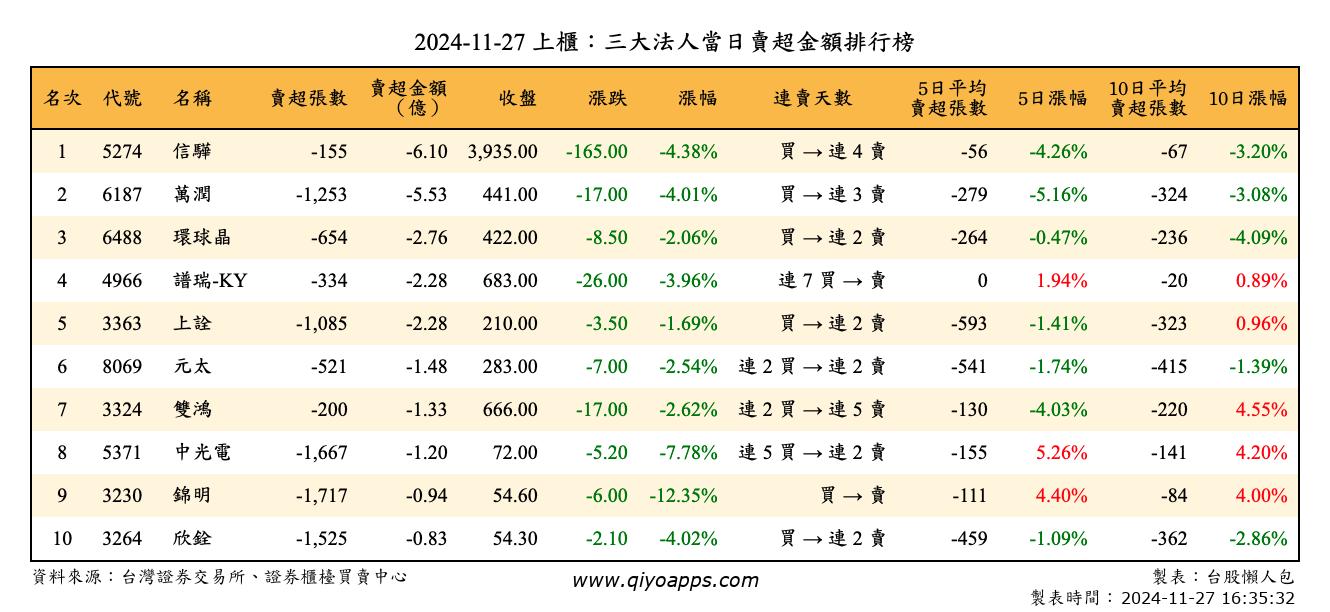 2024-11-27 上櫃：三大法人當日賣超金額排行榜
名次 代號 名稱 賣超張數 賣超金額（億） 收盤 漲跌 漲幅 連賣天數 5日平均賣超張數 5日漲幅 10日平均賣超張數 10日漲幅
1 5274 信驊 -155 -6.10 3,935.00 -165.00 -4.38% 買 → 連 4 賣 -56 -4.26% -67 -3.20%
2 6187 萬潤 -1,253 -5.53 441.00 -17.00 -4.01% 買 → 連 3 賣 -279 -5.16% -324 -3.08%
3 6488 環球晶 -654 -2.76 422.00 -8.50 -2.06% 買 → 連 2 賣 -264 -0.47% -236 -4.09%
4 4966 譜瑞-KY -334 -2.28 683.00 -26.00 -3.96% 連 7 買 → 賣 0 1.94% -20 0.89%
5 3363 上詮 -1,085 -2.28 210.00 -3.50 -1.69% 買 → 連 2 賣 -593 -1.41% -323 0.96%
6 8069 元太 -521 -1.48 283.00 -7.00 -2.54% 連 2 買 → 連 2 賣 -541 -1.74% -415 -1.39%
7 3324 雙鴻 -200 -1.33 666.00 -17.00 -2.62% 連 2 買 → 連 5 賣 -130 -4.03% -220 4.55%
8 5371 中光電 -1,667 -1.20 72.00 -5.20 -7.78% 連 5 買 → 連 2 賣 -155 5.26% -141 4.20%
9 3230 錦明 -1,717 -0.94 54.60 -6.00 -12.35% 買 → 賣 -111 4.40% -84 4.00%
10 3264 欣銓 -1,525 -0.83 54.30 -2.10 -4.02% 買 → 連 2 賣 -459 -1.09% -362 -2.86%
資料來源：台灣證券交易所、證券櫃檯買賣中心 www.qiyoapps.com 製表：台股懶人包
製表時間：2024-11-27 16:35:32